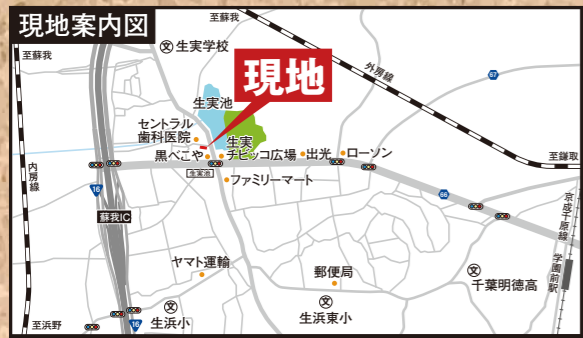 現地案内図
至蘇我
至蘇我
生実学校
文
外房線
67
現地
生実池
セントラル
歯科医院
生実
チビッコ広場
黒べこや
出光
ローソン
至鎌取
内房線
生実池
ファミリーマート
16
66
蘇我IC
京成千原線
学園前駅
ヤマト運輸
郵便局
文
千葉明徳高
文
生浜小
文
生浜東小
至浜野
16